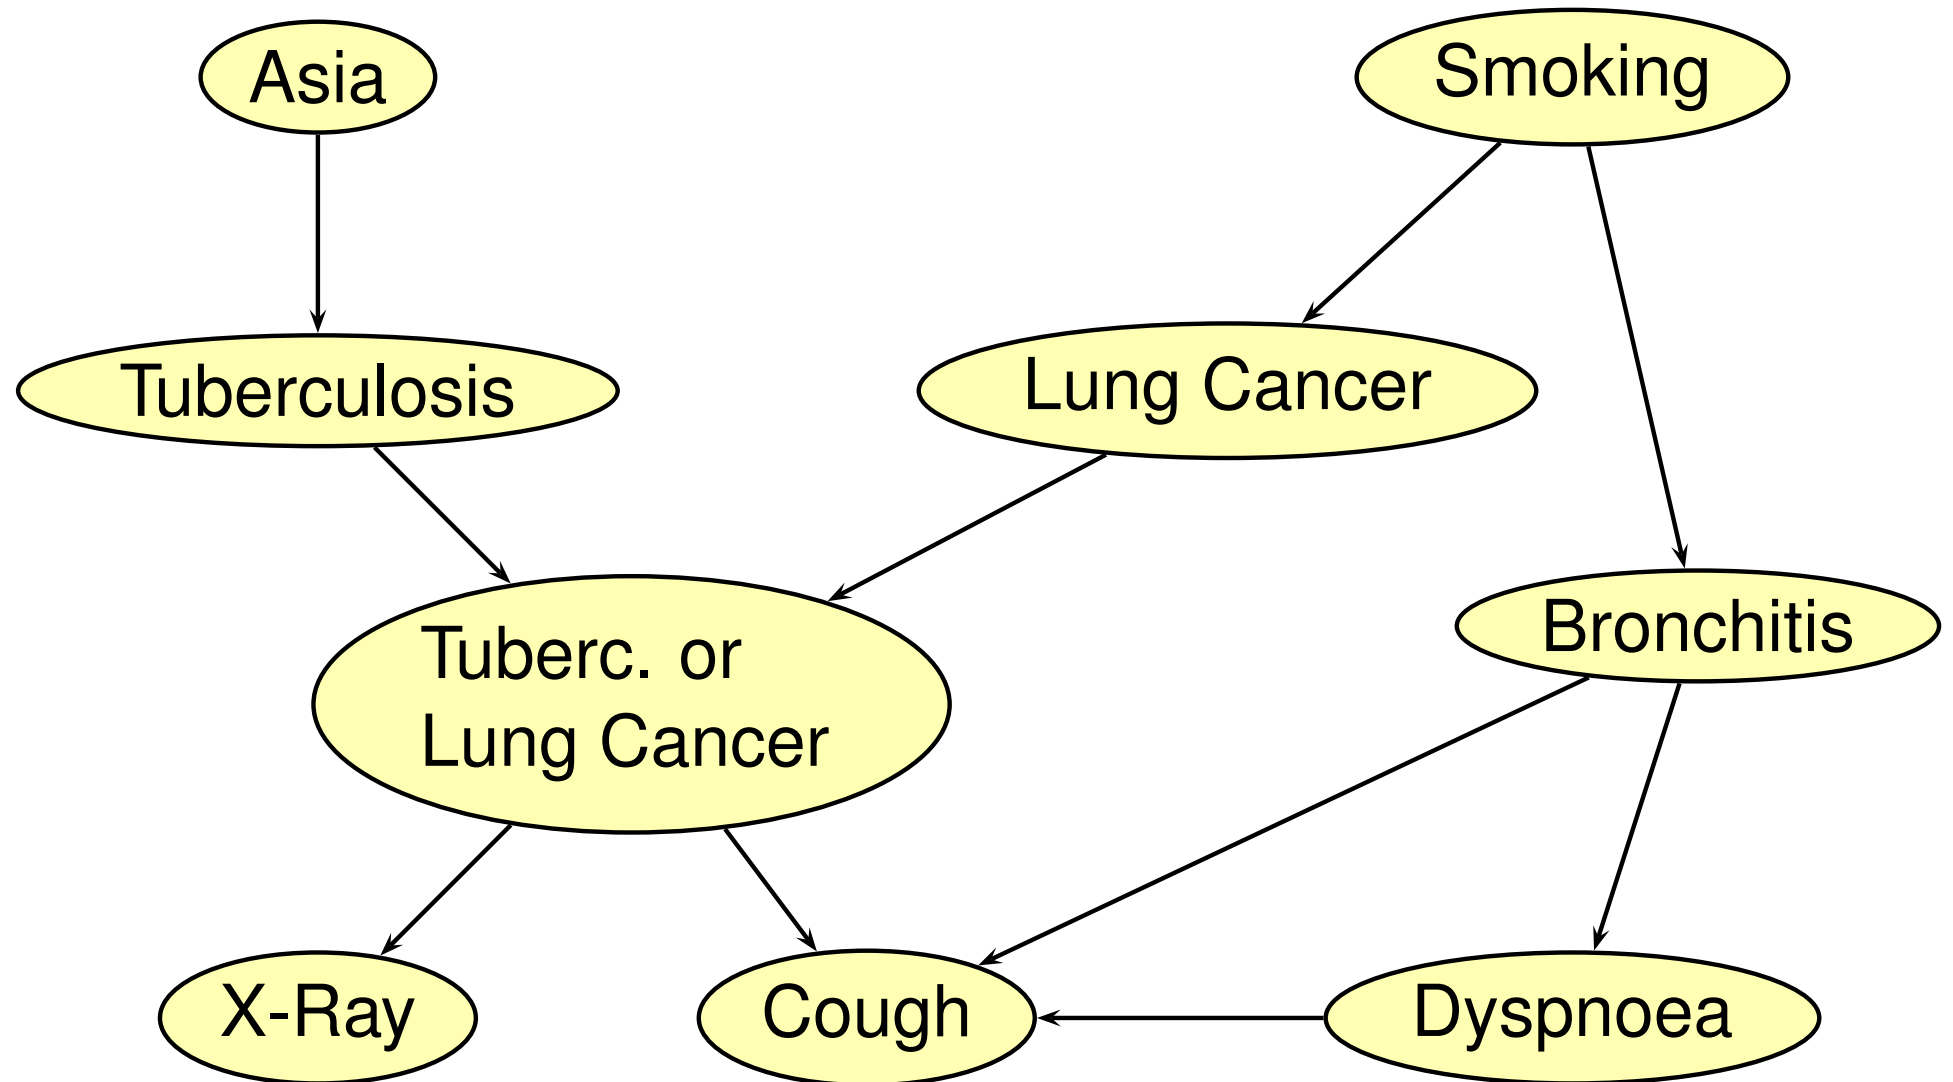 Asia
Smoking
Tuberculosis
Lung Cancer
Tuberc. or
Lung Cancer
Bronchitis
X-Ray
Cough
Dyspnoea